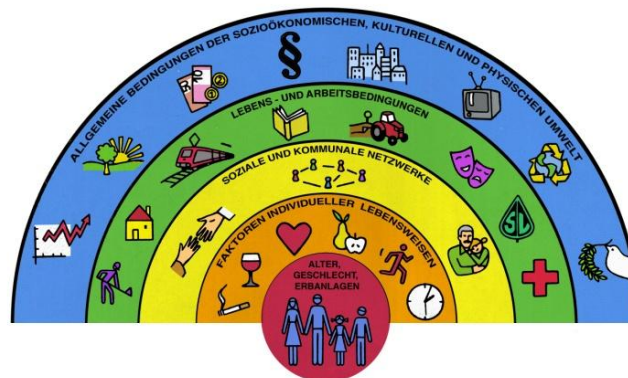 ALLGEMEINE BEDINGUNGEN DER SOZIOÖKONOMISCHEN, KULTURELLEN UND PHYSISCHEN UMWELT
§
LEBENS - UND ARBEITSBEDINGUNGEN
SOZIALE UND KOMMUNALE NETZWERKE
FAKTOREN INDIVIDUELLER LEBENSWEISEN
ALTER,
GESCHLECHT,
ERBANLAGEN